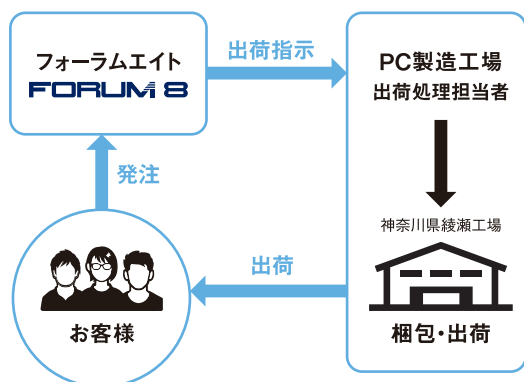 フォーラムエイト
FORUM 8
出荷指示
PC製造工場
出荷処理担当者
神奈川県綾瀬工場
梱包・出荷
出荷
発注
お客様